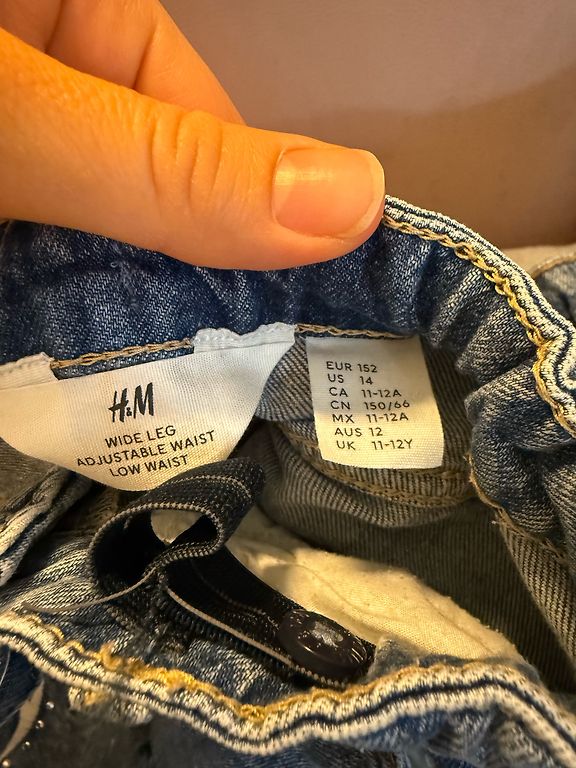 H&M
WIDE LEG
ADJUSTABLE WAIST
LOW WAIST
EUR 152
US 14
CA 11-12A
CN 150/66
MX 11-12A
AUS 12
UK 11-12Y